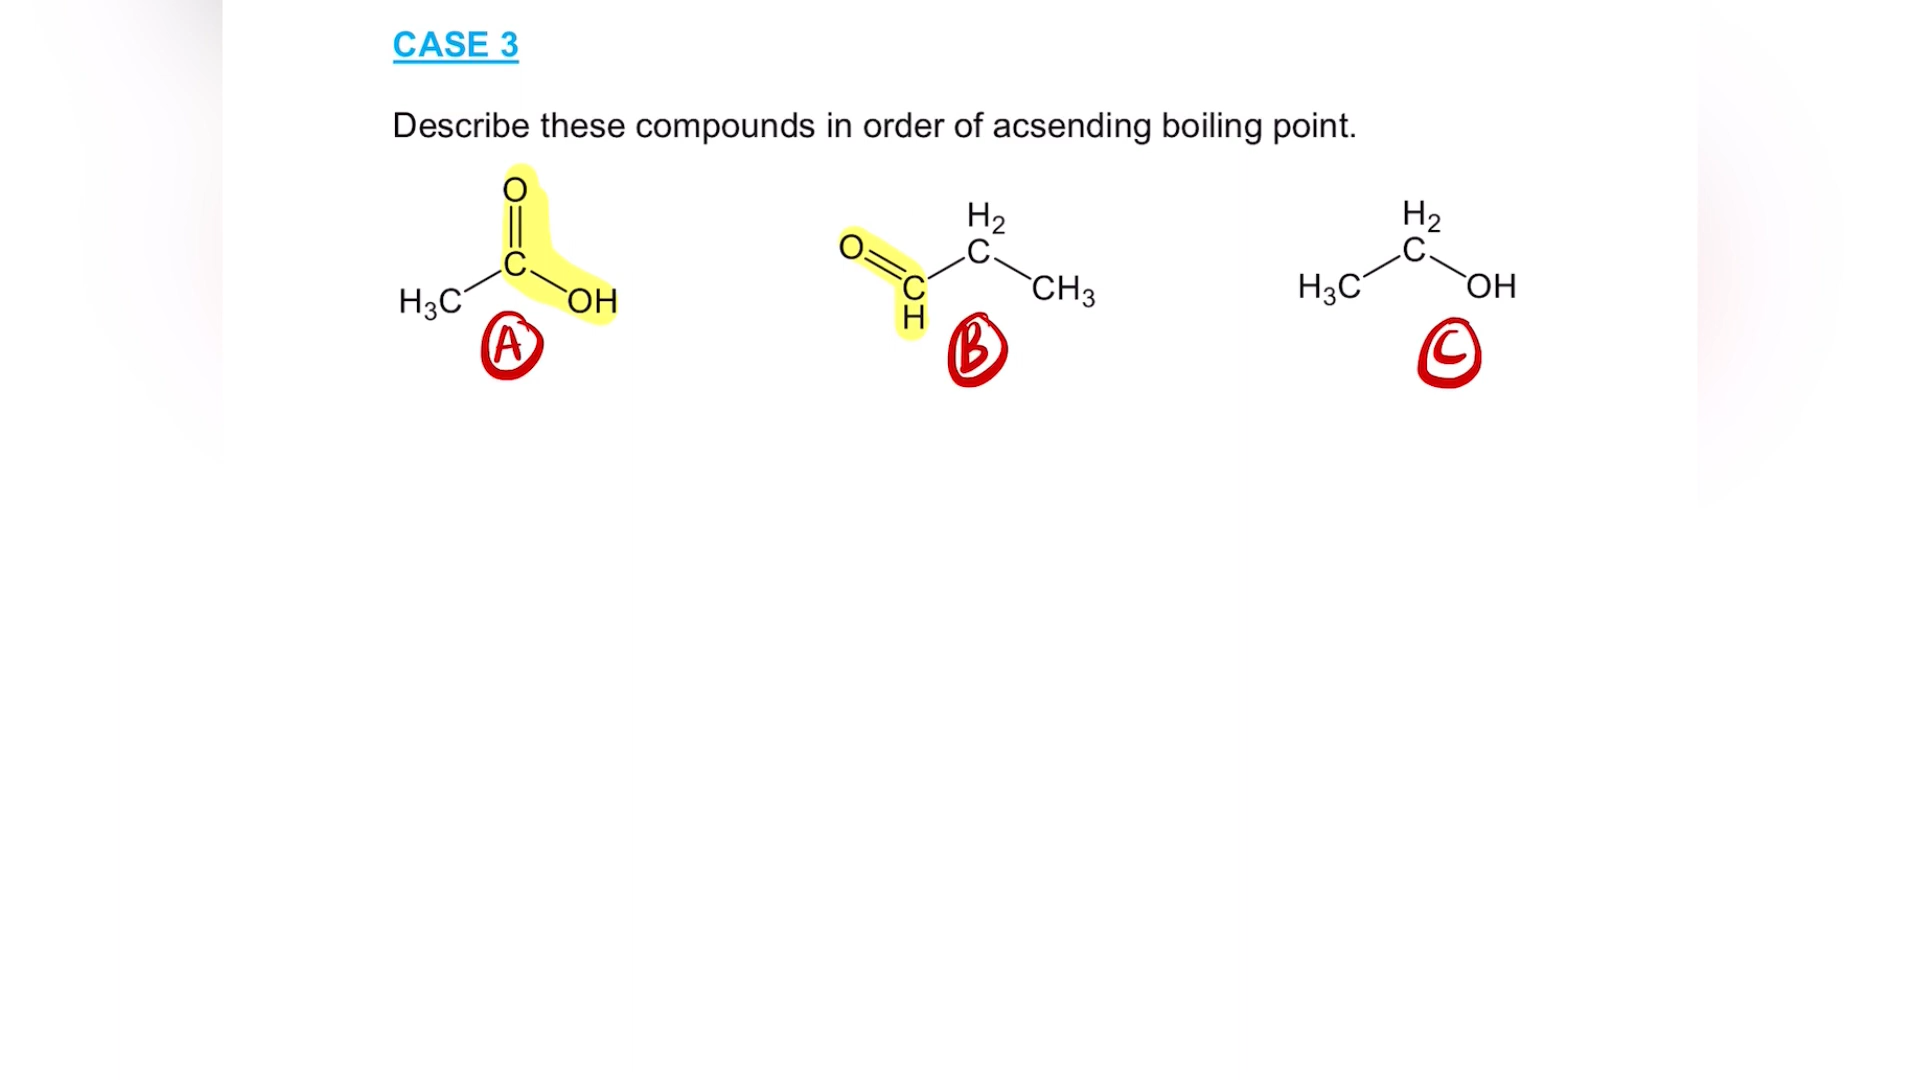 CASE 3
Describe these compounds in order of acsending boiling point.
O
C
H3C
OH
A
O
C
H
H2
C
CH3
B
H2
C
H3C
OH
C